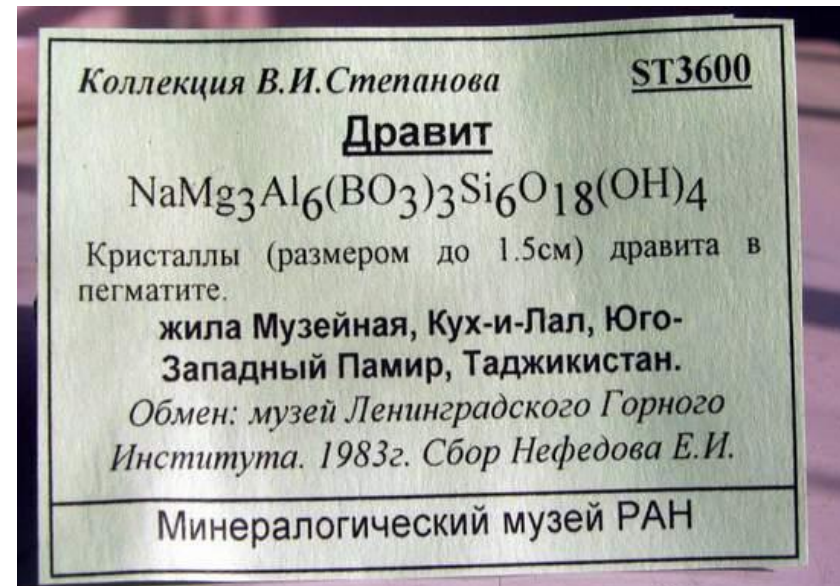 Коллекция В.И.Степанова ST3600
Дравит
NaMg3Al6(BO3)3Si6O18(OH)4
Кристаллы (размером до 1.5см) дравита в
пегматите.
жила Музейная, Кух-и-Лал, Юго-
Западный Памир, Таджикистан.
Обмен: музей Ленинградского Горного
Института. 1983г. Сбор Нефедова Е.И.
Минералогический музей РАН